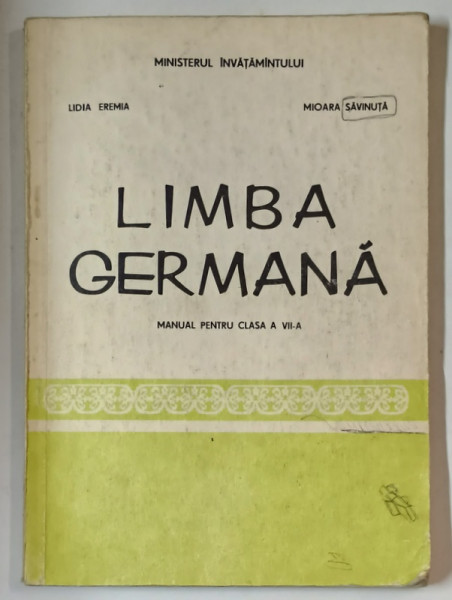 MINISTERUL ÎNVĂȚĂMÎNTULUI
LIDIA EREMIA
MIOARA SĂVINUȚĂ
LIMBA
GERMANĂ
MANUAL PENTRU CLASA A VII-A